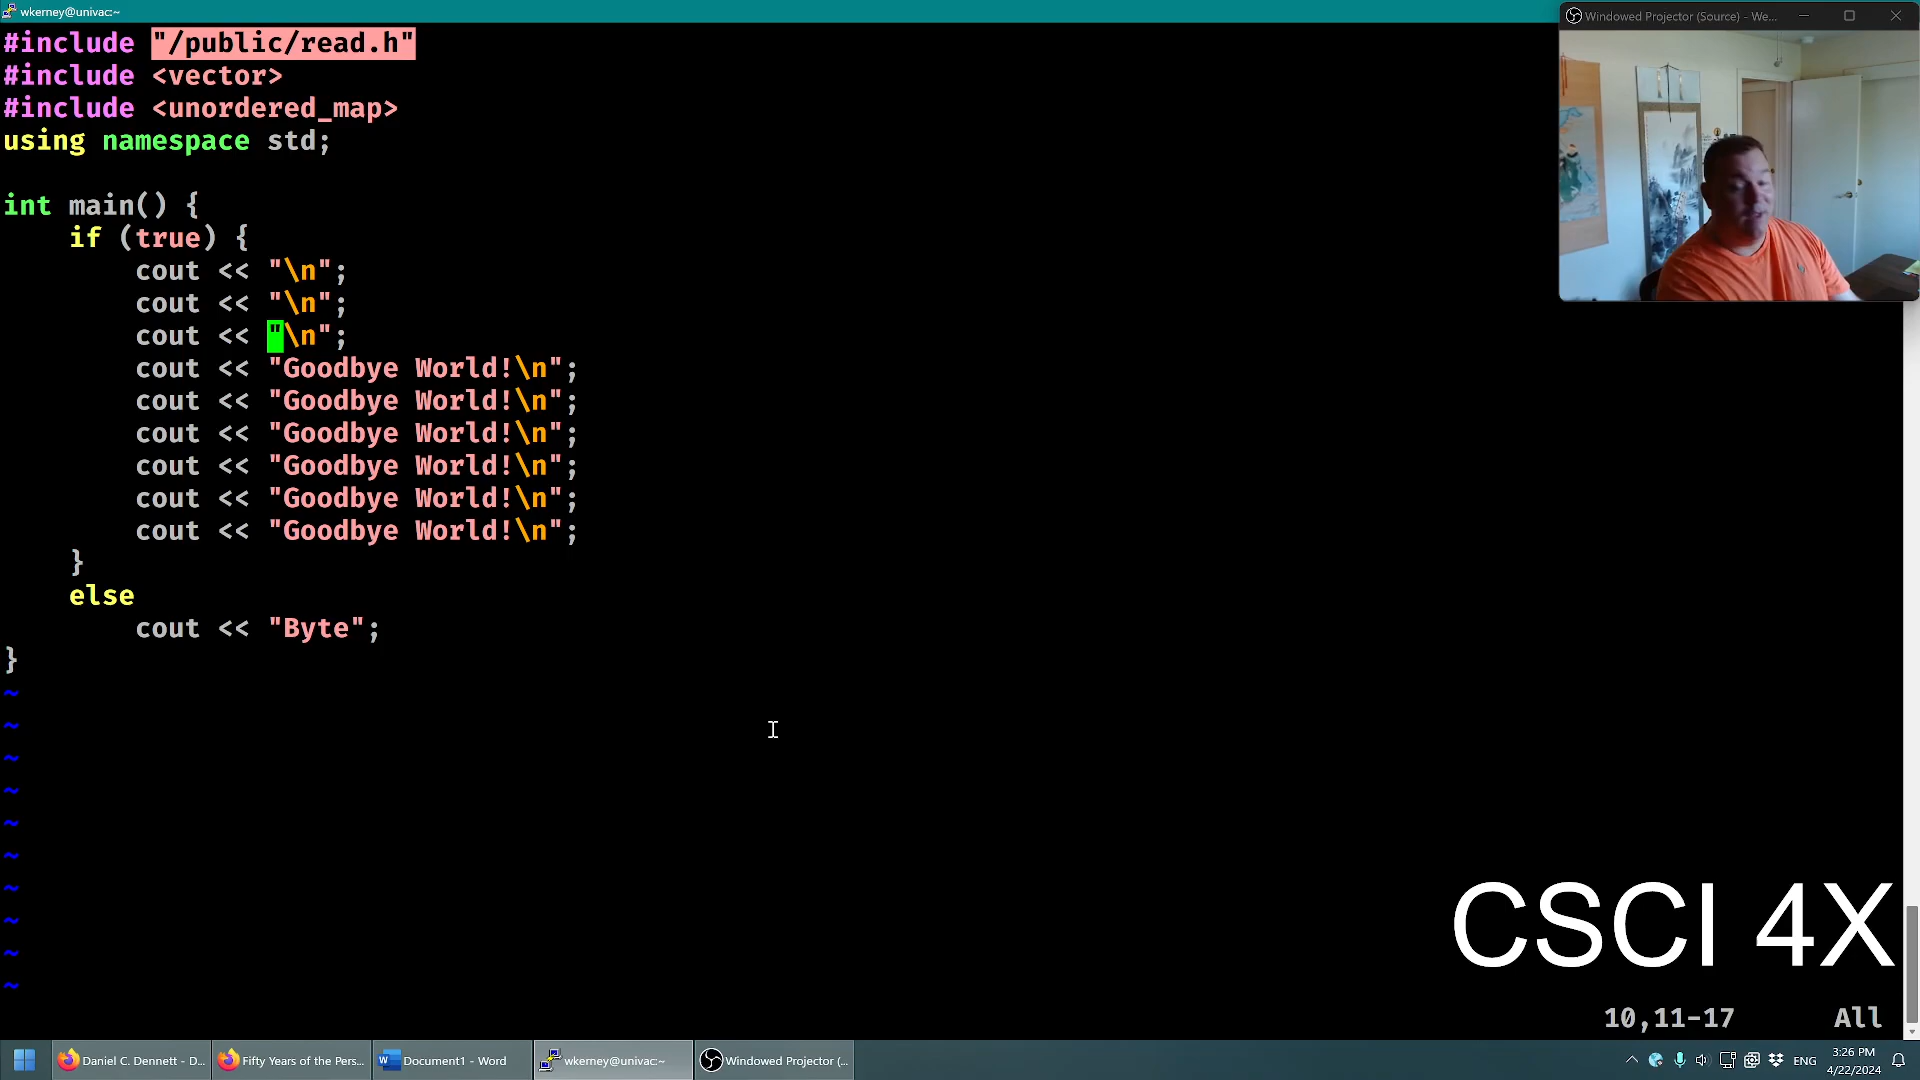 wkerney@univac:~
Windowed Projector (Source) - We...
#include "/public/read.h"
#include <vector>
#include <unordered_map>
using namespace std;
int main() {
if (true) {
cout << "\n";
cout << "\n";
cout << "\n";
cout << "Goodbye World!\n";
cout << "Goodbye World!\n";
cout << "Goodbye World!\n";
cout << "Goodbye World!\n";
cout << "Goodbye World!\n";
cout << "Goodbye World!\n";
}
else
cout << "Byte";
}
~
~
~
~
~
~
~
~
~
~
CSCI 4X
10,11-17 All
Daniel C. Dennett - D...
Fifty Years of the Pers...
Document1 - Word
wkerney@univac:~
Windowed Projector (...
ENG
3:26 PM
4/22/2024